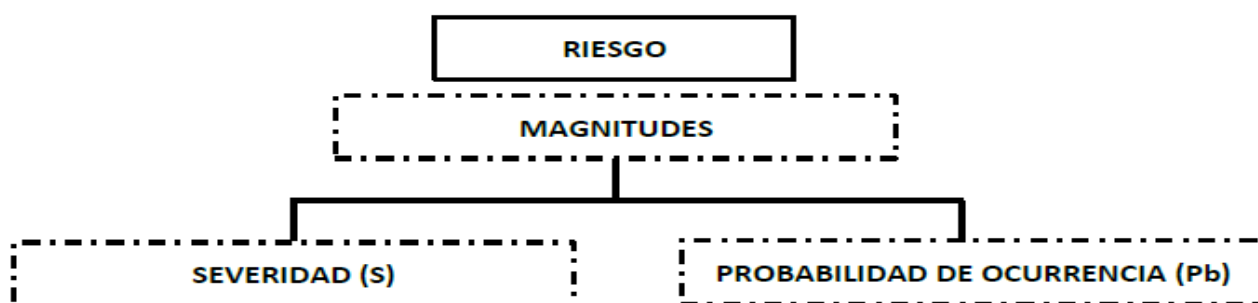 RIESGO
MAGNITUDES
SEVERIDAD (S)
PROBABILIDAD DE OCURRENCIA (Pb)